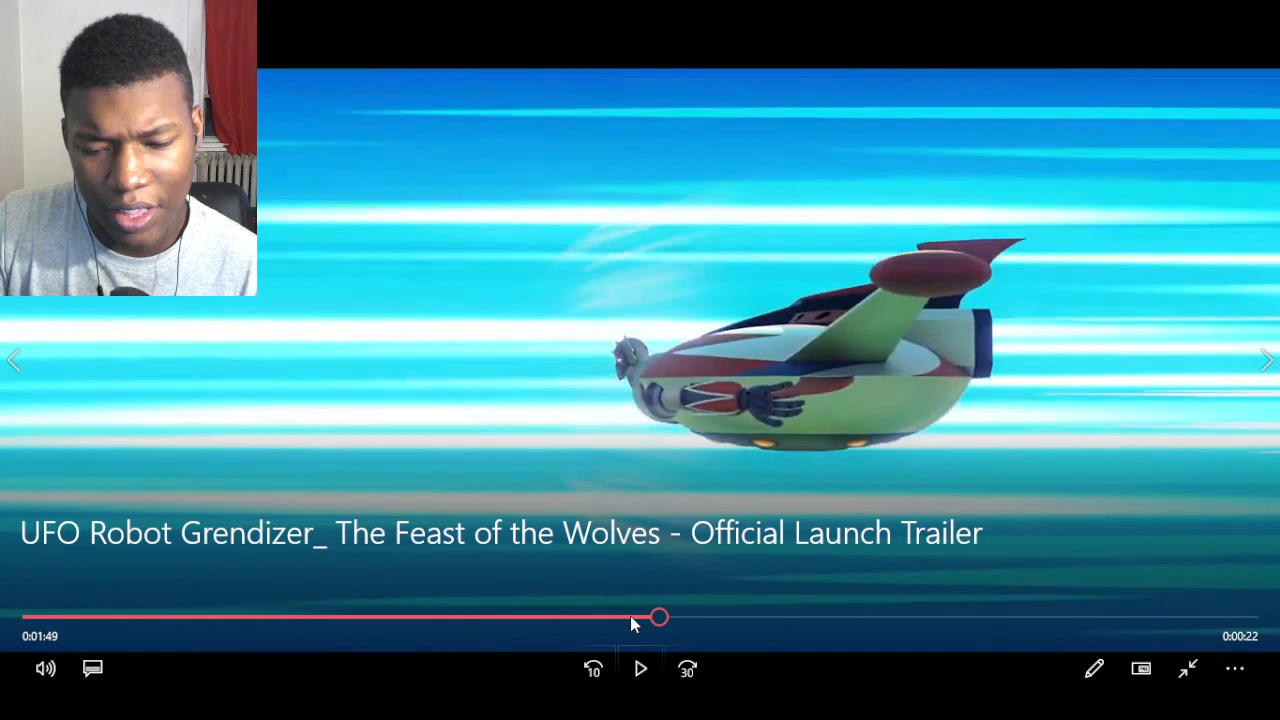 UFO Robot Grendizer_ The Feast of the Wolves - Official Launch Trailer
0:01:49
0:00:22
10
30